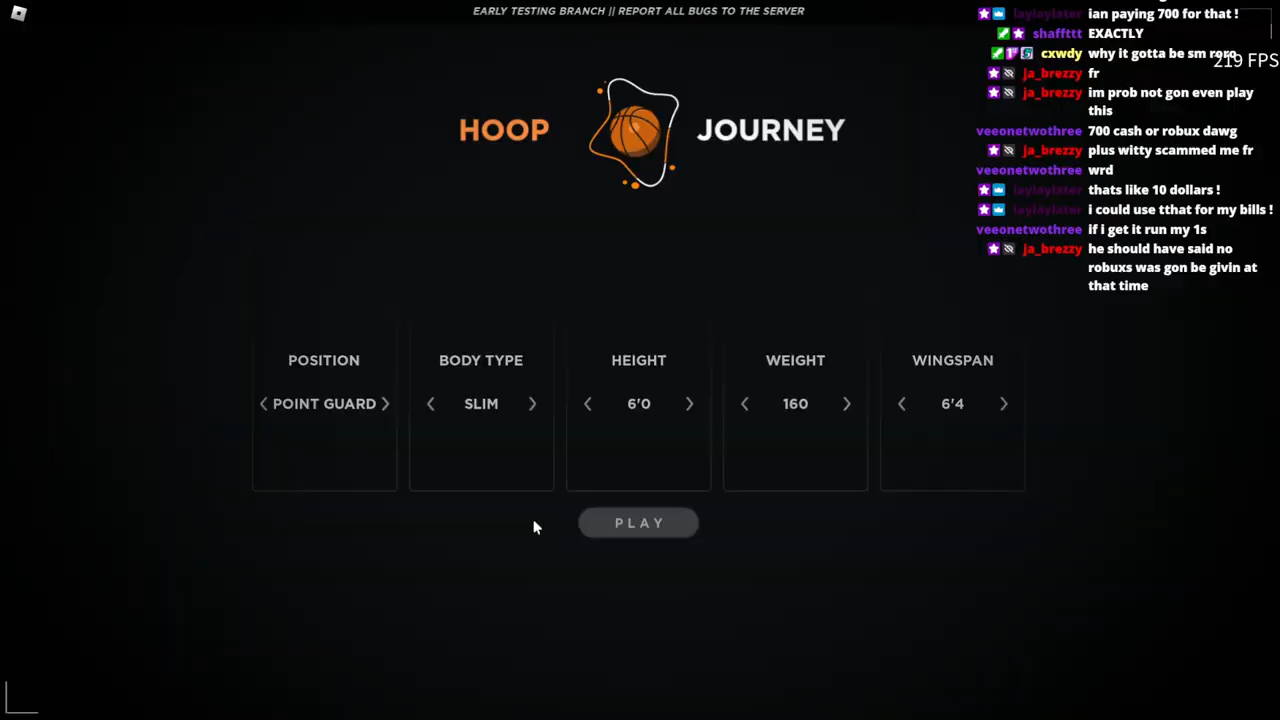 EARLY TESTING BRANCH // REPORT ALL BUGS TO THE SERVER
HOOP JOURNEY
POSITION
< POINT GUARD >
BODY TYPE
< SLIM >
HEIGHT
< 6'0 >
WEIGHT
< 160 >
WINGSPAN
< 6'4 >
PLAY
laylaylater ian paying 700 for that !
shaffttt EXACTLY
cxwdy why it gotta be sm roro
219 FPS
ja_brezzy fr
ja_brezzy im prob not gon even play
this
veeonetwothree 700 cash or robux dawg
ja_brezzy plus witty scammed me fr
veeonetwothree wrd
laylaylater thats like 10 dollars !
laylaylater i could use tthat for my bills !
veeonetwothree if i get it run my 1s
ja_brezzy he should have said no
robuxs was gon be givin at
that time